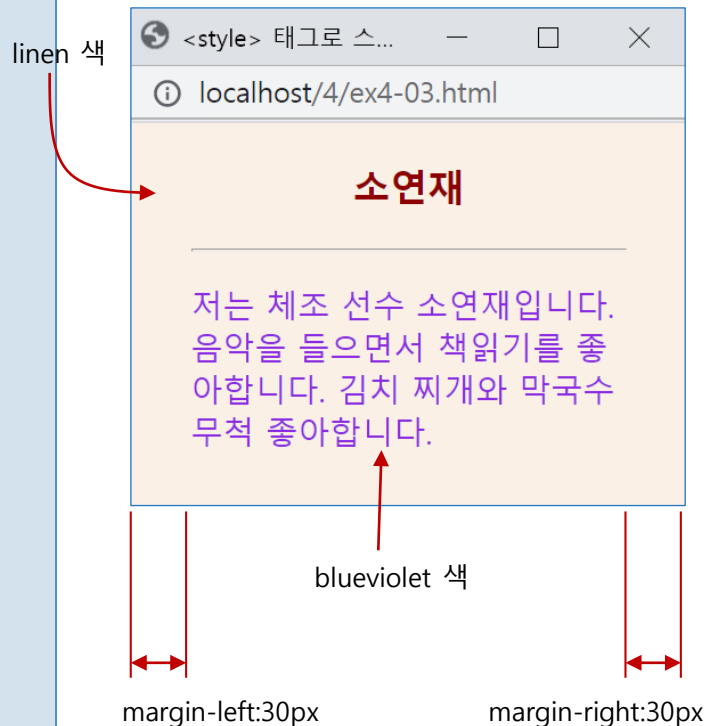 <style> 태그로 스...
linen 색
localhost/4/ex4-03.html
소연재
저는 체조 선수 소연재입니다.
음악을 들으면서 책읽기를 좋
아합니다. 김치 찌개와 막국수
무척 좋아합니다.
blueviolet 색
margin-left:30px
margin-right:30px